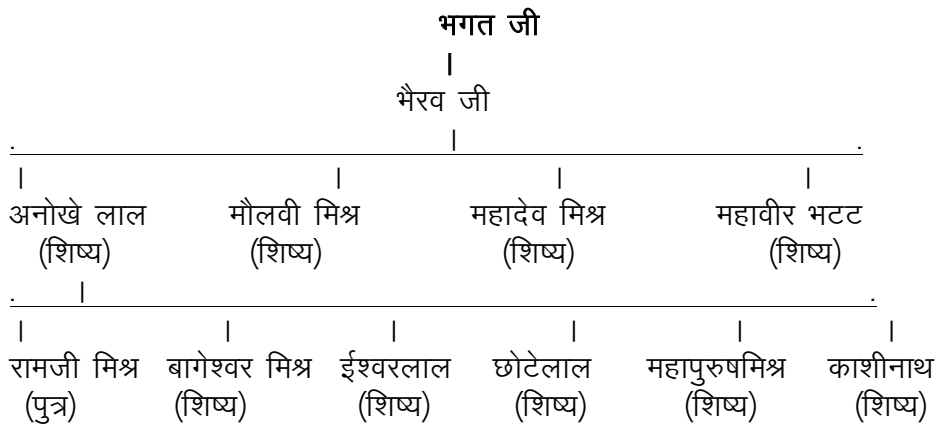 भगत जी
भैरव जी
अनोखे लाल मौलवी मिश्र महादेव मिश्र महावीर भटट
(शिष्य) (शिष्य) (शिष्य) (शिष्य)
रामजी मिश्र बागेश्वर मिश्र ईश्वरलाल छोटेलाल महापुरुषमिश्र काशीनाथ
(पुत्र) (शिष्य) (शिष्य) (शिष्य) (शिष्य) (शिष्य)